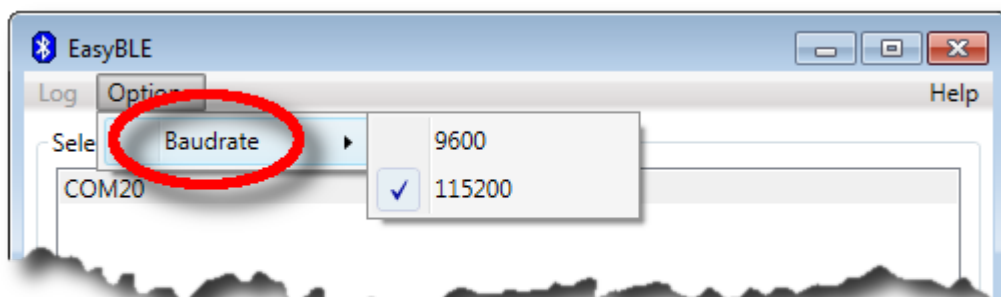 EasyBLE
Log Option Help
Baudrate 9600
115200
COM20